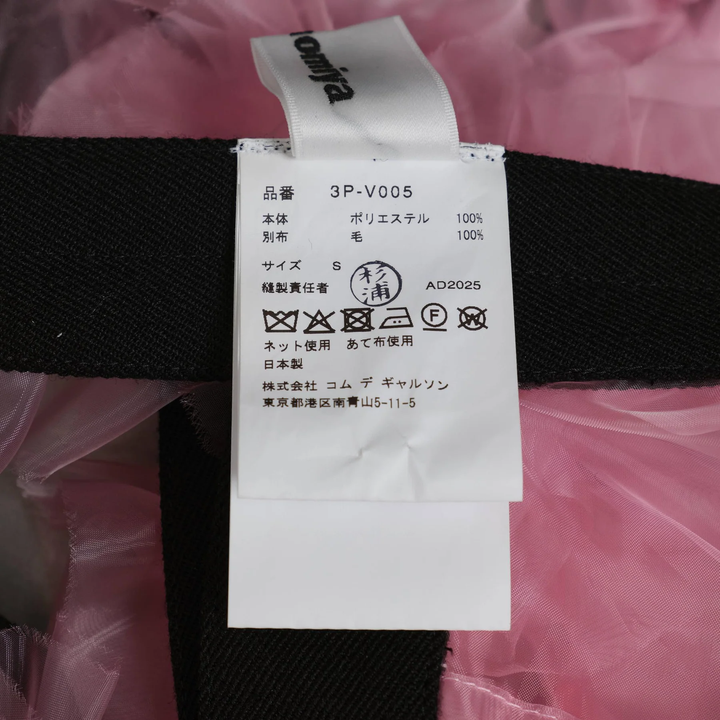 omiya
品番 3P-V005
本体 ポリエステル 100%
別布 毛 100%
サイズ S
縫製責任者 杉浦 AD2025
F W
ネット使用 あて布使用
日本製
株式会社 コム デ ギャルソン
東京都港区南青山5-11-5